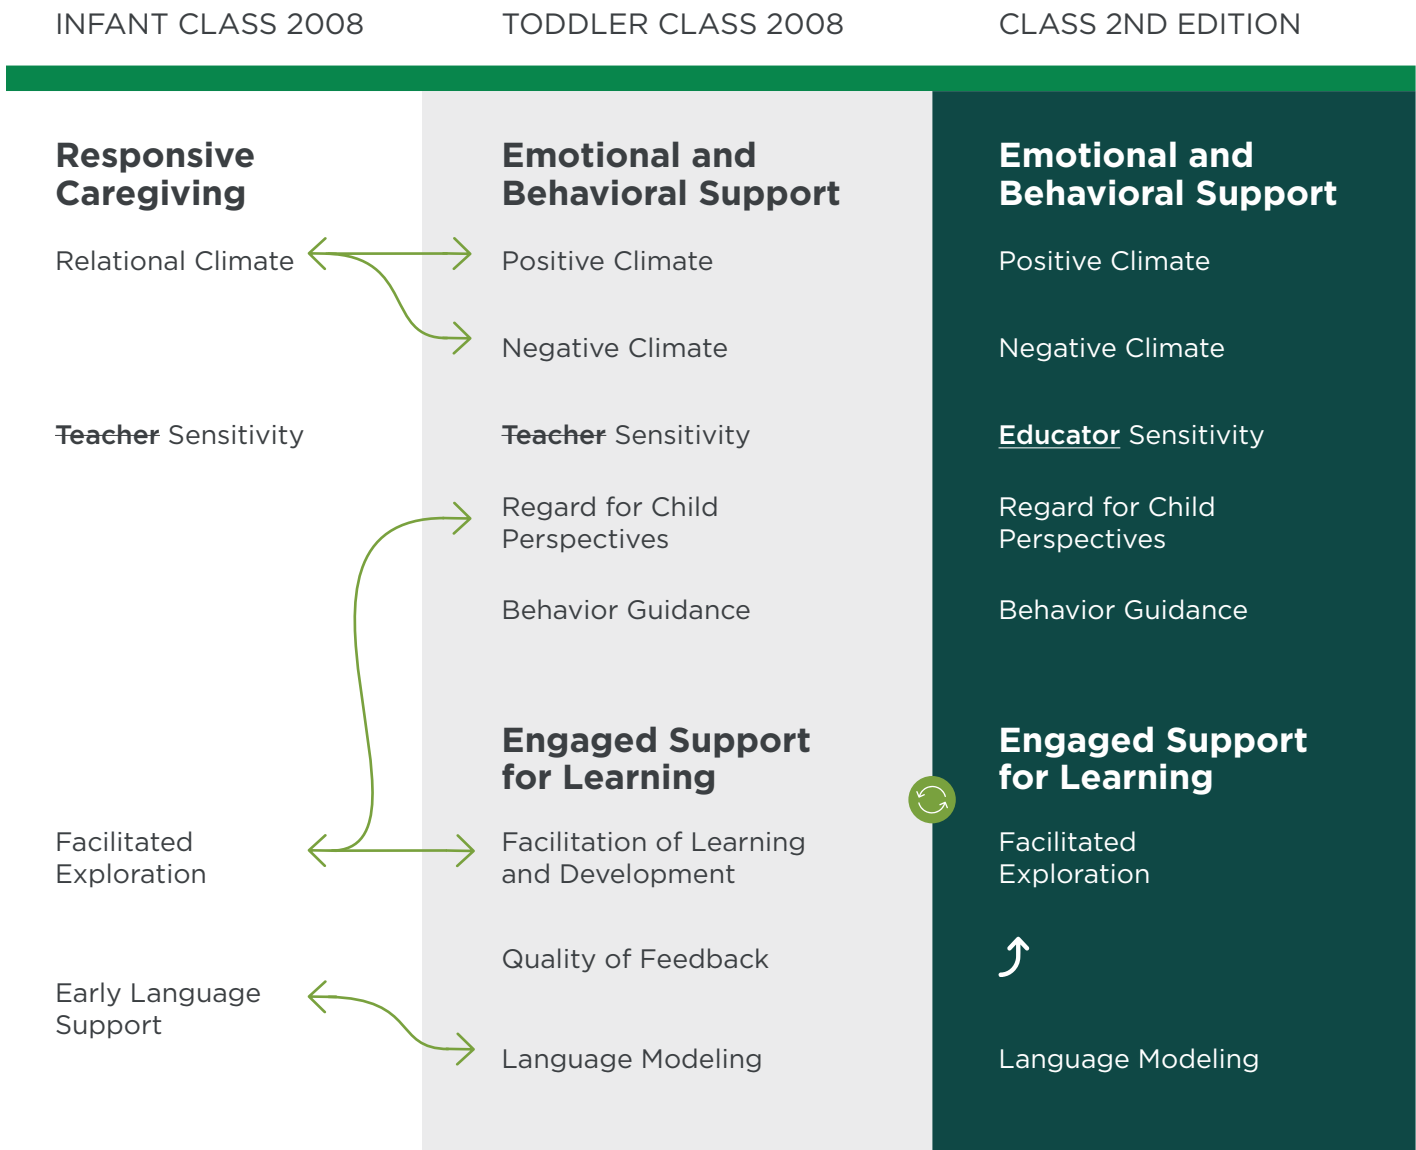 INFANT CLASS 2008
TODDLER CLASS 2008
CLASS 2ND EDITION
Responsive
Caregiving
Relational Climate
Teacher Sensitivity
Facilitated
Exploration
Early Language
Support
Emotional and
Behavioral Support
Positive Climate
Negative Climate
Teacher Sensitivity
Regard for Child
Perspectives
Behavior Guidance
Engaged Support
for Learning
Facilitation of Learning
and Development
Quality of Feedback
Language Modeling
Emotional and
Behavioral Support
Positive Climate
Negative Climate
Educator Sensitivity
Regard for Child
Perspectives
Behavior Guidance
Engaged Support
for Learning
Facilitated
Exploration
Language Modeling